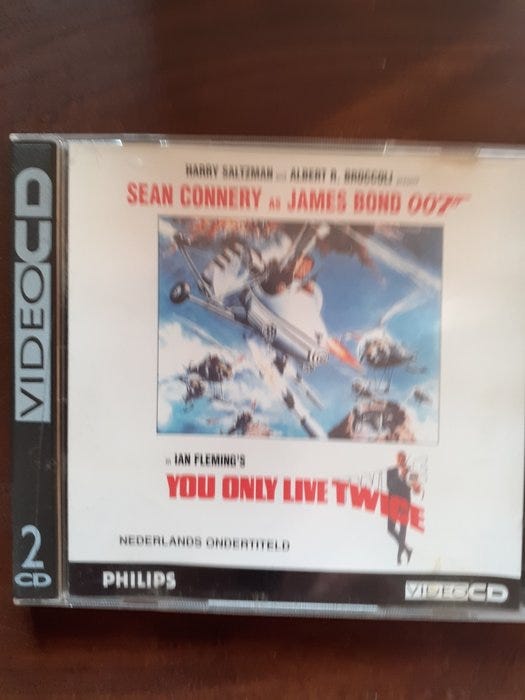 VIDEO CD
2
CD
HARRY SALTZMAN and ALBERT R. BROCCOLI present
SEAN CONNERY AS JAMES BOND 007
in IAN FLEMING'S
YOU ONLY LIVE TWICE
NEDERLANDS ONDERTITELD
PHILIPS
VIDEO CD